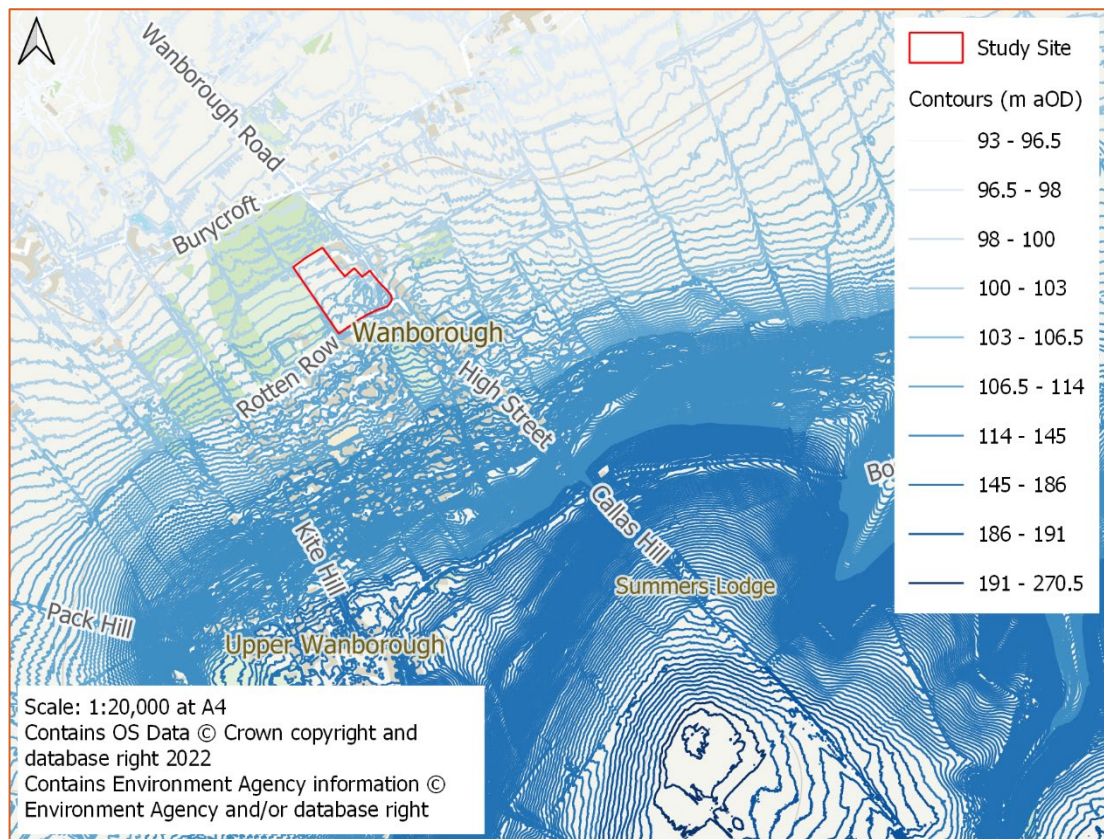 Wanborough Road
Burycroft
Wanborough
Rotten Row
High Street
Kite Hill
Callas Hill
Summers Lodge
Pack Hill
Upper Wanborough
Study Site
Contours (m aOD)
93 - 96.5
96.5 - 98
98 - 100
100 - 103
103 - 106.5
106.5 - 114
114 - 145
145 - 186
186 - 191
191 - 270.5
Scale: 1:20,000 at A4
Contains OS Data © Crown copyright and
database right 2022
Contains Environment Agency information ©
Environment Agency and/or database right